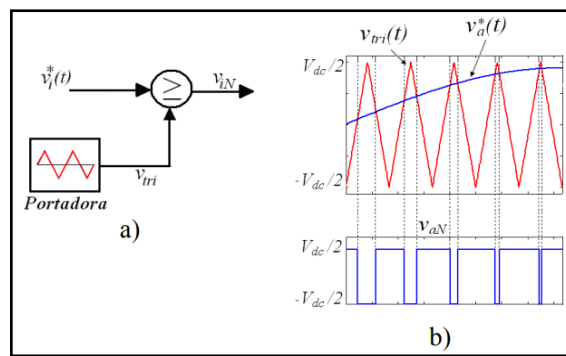 v*i(t)
≥
viN
vtri
Portadora
a)
vtri(t)
v*a(t)
Vdc/2
-Vdc/2
vaN
Vdc/2
-Vdc/2
b)